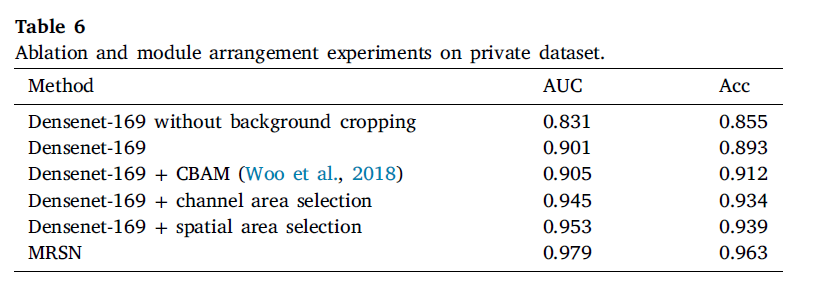 Table 6
Ablation and module arrangement experiments on private dataset.
Method AUC Acc
Densenet-169 without background cropping 0.831 0.855
Densenet-169 0.901 0.893
Densenet-169 + CBAM (Woo et al., 2018) 0.905 0.912
Densenet-169 + channel area selection 0.945 0.934
Densenet-169 + spatial area selection 0.953 0.939
MRSN 0.979 0.963